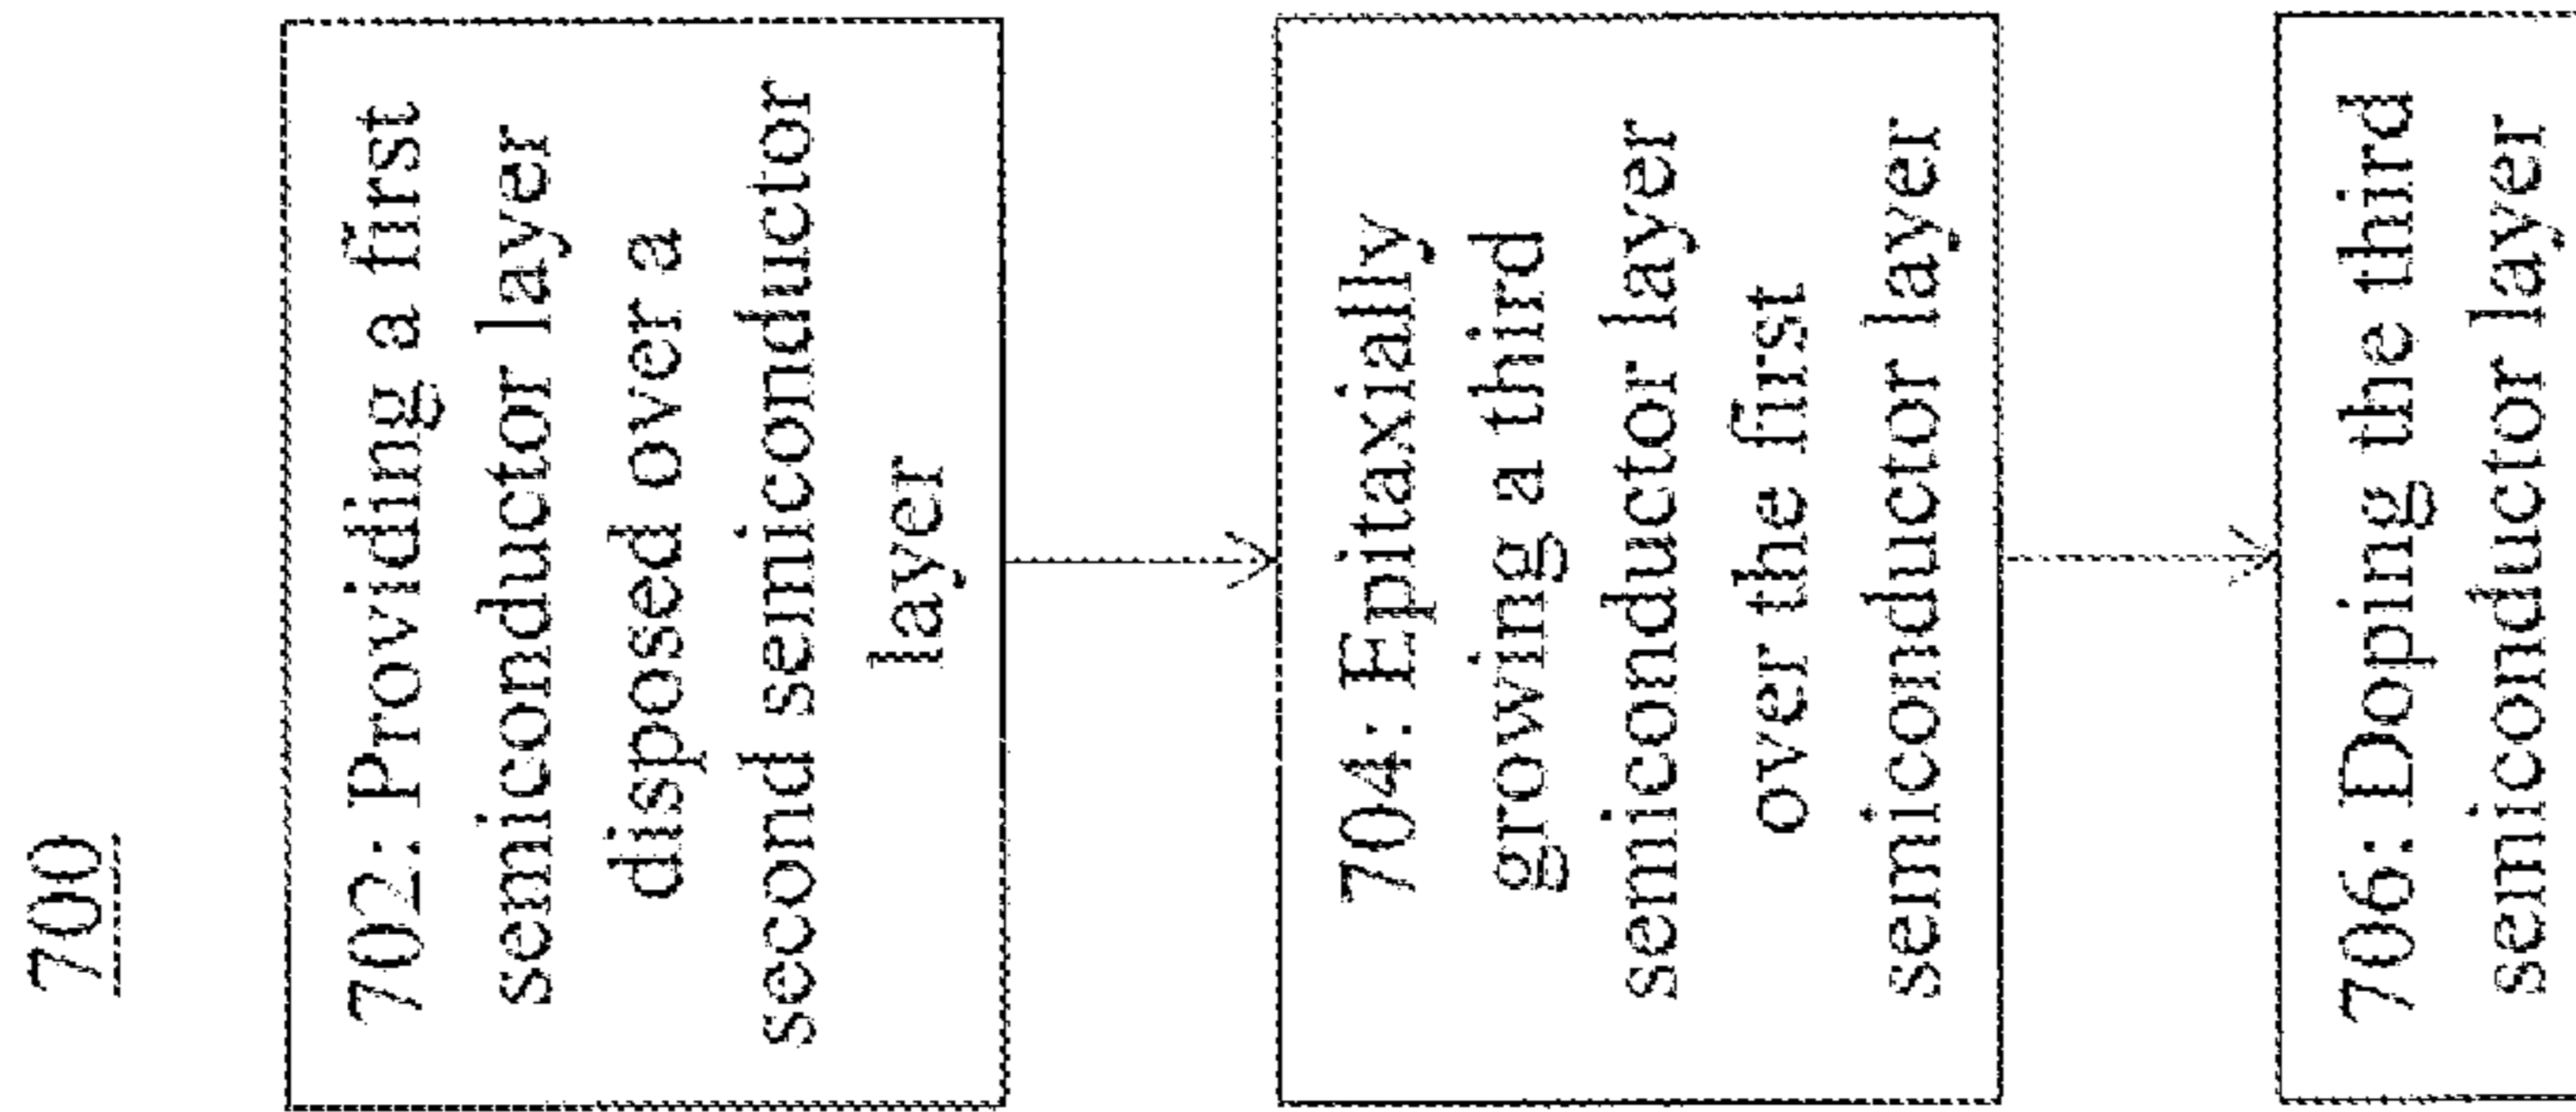 700
702: Providing a first
semiconductor layer
disposed over a
second semiconductor
layer
704: Epitaxially
growing a third
semiconductor layer
over the first
semiconductor layer
706: Doping the third
semiconductor layer